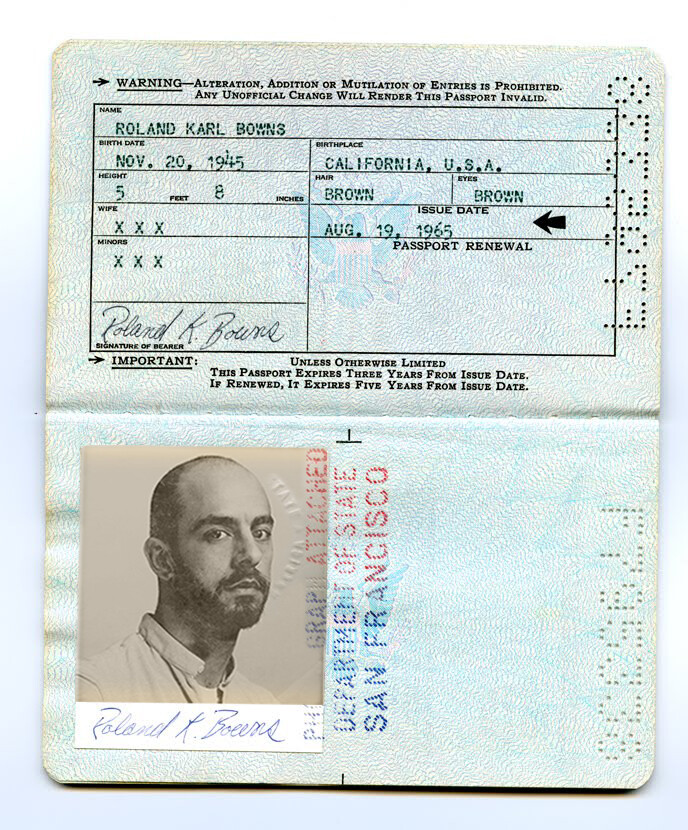 WARNING—ALTERATION, ADDITION OR MUTILATION OF ENTRIES IS PROHIBITED.
ANY UNOFFICIAL CHANGE WILL RENDER THIS PASSPORT INVALID.
NAME
ROLAND KARL BOWNS
BIRTH DATE
NOV. 20, 1945
BIRTHPLACE
CALIFORNIA, U.S.A.
HEIGHT
5 FEET 8 INCHES
HAIR
BROWN
EYES
BROWN
WIFE
X X X
ISSUE DATE
AUG. 19, 1965
MINORS
X X X
PASSPORT RENEWAL
Roland K. Bowns
SIGNATURE OF BEARER
IMPORTANT: UNLESS OTHERWISE LIMITED
THIS PASSPORT EXPIRES THREE YEARS FROM ISSUE DATE.
IF RENEWED, IT EXPIRES FIVE YEARS FROM ISSUE DATE.
GRAPH ATTACHED
DEPARTMENT OF STATE
SAN FRANCISCO
Roland K. Bowns